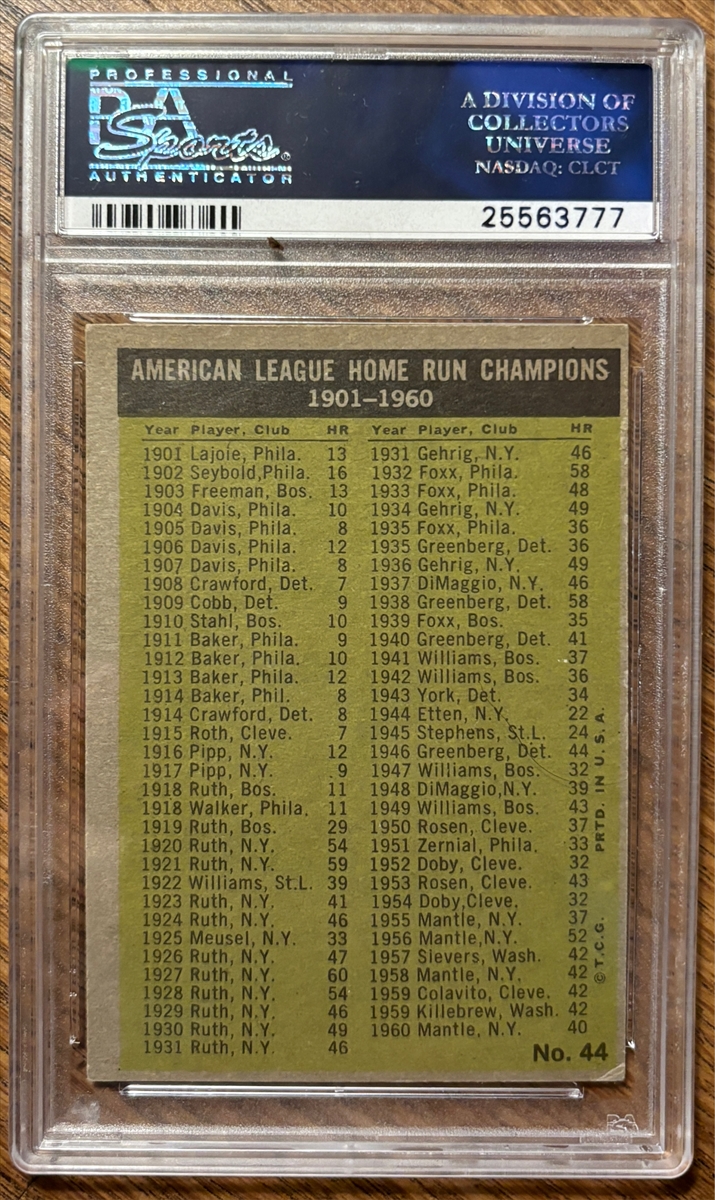 PROFESSIONAL
PSA
Sports
AUTHENTICATOR
A DIVISION OF
COLLECTORS
UNIVERSE
NASDAQ: CLCT
25563777
AMERICAN LEAGUE HOME RUN CHAMPIONS
1901–1960
Year Player, Club HR
1901 Lajoie, Phila. 13
1902 Seybold,Phila. 16
1903 Freeman, Bos. 13
1904 Davis, Phila. 10
1905 Davis, Phila. 8
1906 Davis, Phila. 12
1907 Davis, Phila. 8
1908 Crawford, Det. 7
1909 Cobb, Det. 9
1910 Stahl, Bos. 10
1911 Baker, Phila. 9
1912 Baker, Phila. 10
1913 Baker, Phila. 12
1914 Baker, Phil. 8
1914 Crawford, Det. 8
1915 Roth, Cleve. 7
1916 Pipp, N.Y. 12
1917 Pipp, N.Y. 9
1918 Ruth, Bos. 11
1918 Walker, Phila. 11
1919 Ruth, Bos. 29
1920 Ruth, N.Y. 54
1921 Ruth, N.Y. 59
1922 Williams, St.L. 39
1923 Ruth, N.Y. 41
1924 Ruth, N.Y. 46
1925 Meusel, N.Y. 33
1926 Ruth, N.Y. 47
1927 Ruth, N.Y. 60
1928 Ruth, N.Y. 54
1929 Ruth, N.Y. 46
1930 Ruth, N.Y. 49
1931 Ruth, N.Y. 46
Year Player, Club HR
1931 Gehrig, N.Y. 46
1932 Foxx, Phila. 58
1933 Foxx, Phila. 48
1934 Gehrig, N.Y. 49
1935 Foxx, Phila. 36
1935 Greenberg, Det. 36
1936 Gehrig, N.Y. 49
1937 DiMaggio, N.Y. 46
1938 Greenberg, Det. 58
1939 Foxx, Bos. 35
1940 Greenberg, Det. 41
1941 Williams, Bos. 37
1942 Williams, Bos. 36
1943 York, Det. 34
1944 Etten, N.Y. 22
1945 Stephens, St.L. 24
1946 Greenberg, Det. 44
1947 Williams, Bos. 32
1948 DiMaggio,N.Y. 39
1949 Williams, Bos. 43
1950 Rosen, Cleve. 37
1951 Zernial, Phila. 33
1952 Doby, Cleve. 32
1953 Rosen, Cleve. 43
1954 Doby,Cleve. 32
1955 Mantle, N.Y. 37
1956 Mantle,N.Y. 52
1957 Sievers, Wash. 42
1958 Mantle, N.Y. 42
1959 Colavito, Cleve. 42
1959 Killebrew, Wash. 42
1960 Mantle, N.Y. 40
No. 44
© T.C.G. PRTD. IN U. S. A.
PSA